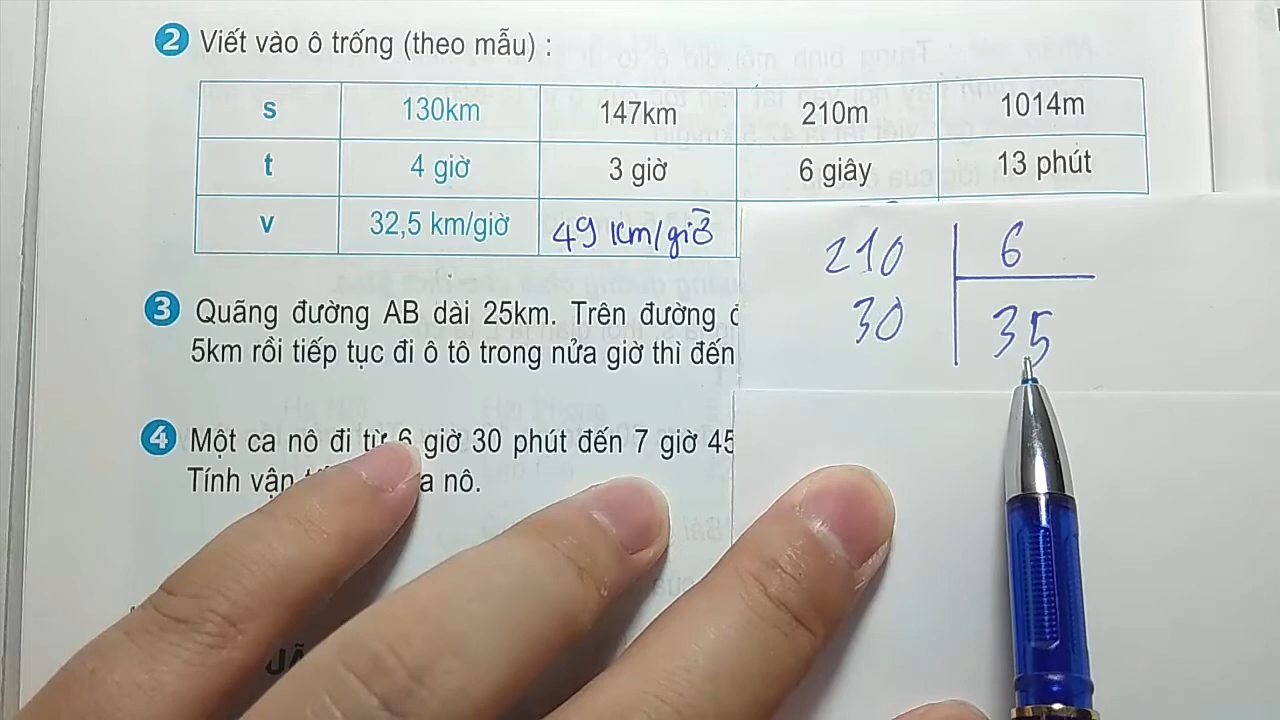 2 Viết vào ô trống (theo mẫu) :
s 130km 147km 210m 1014m
t 4 giờ 3 giờ 6 giây 13 phút
v 32,5 km/giờ 49 km/giờ
210 6
30 35
3 Quãng đường AB dài 25km. Trên đường
5km rồi tiếp tục đi ô tô trong nửa giờ thì đến
4 Một ca nô đi từ 6 giờ 30 phút đến 7 giờ 45
Tính vận nô.